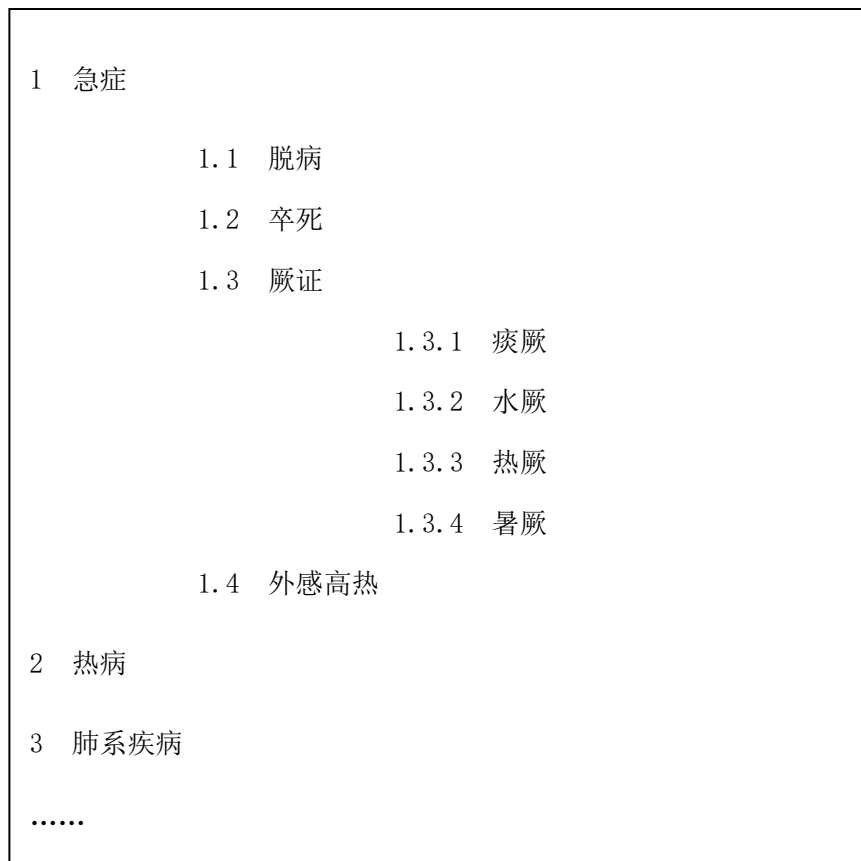 1 急症
1.1 脱病
1.2 卒死
1.3 厥证
1.3.1 痰厥
1.3.2 水厥
1.3.3 热厥
1.3.4 暑厥
1.4 外感高热
2 热病
3 肺系疾病
……